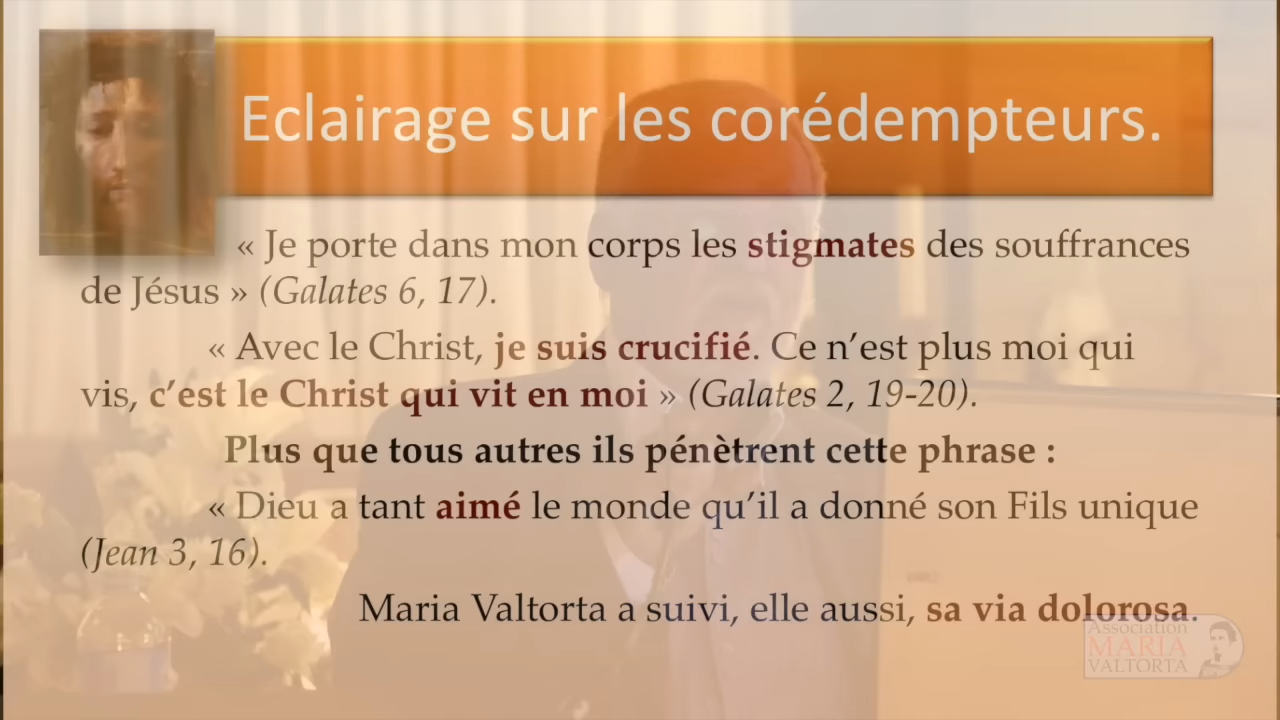 Eclairage sur les corédempteurs.
« Je porte dans mon corps les stigmates des souffrances
de Jésus » (Galates 6, 17).
« Avec le Christ, je suis crucifié. Ce n’est plus moi qui
vis, c’est le Christ qui vit en moi » (Galates 2, 19-20).
Plus que tous autres ils pénètrent cette phrase :
« Dieu a tant aimé le monde qu’il a donné son Fils unique
(Jean 3, 16).
Maria Valtorta a suivi, elle aussi, sa via dolorosa.
Association
MARIA
VALTORTA